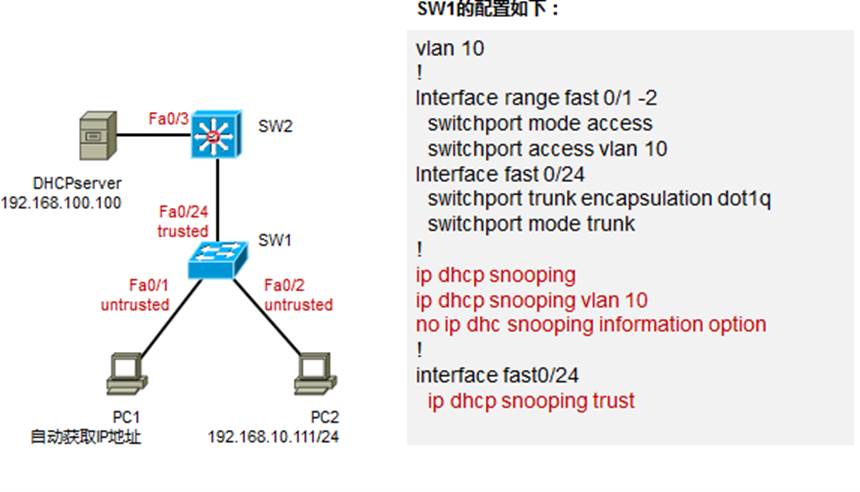 SW1的配置如下：
Fa0/3
SW2
DHCPserver
192.168.100.100
Fa0/24
trusted
SW1
Fa0/1
untrusted
Fa0/2
untrusted
PC1
自动获取IP地址
PC2
192.168.10.111/24
vlan 10
!
Interface range fast 0/1 -2
switchport mode access
switchport access vlan 10
Interface fast 0/24
switchport trunk encapsulation dot1q
switchport mode trunk
!
ip dhcp snooping
ip dhcp snooping vlan 10
no ip dhc snooping information option
!
interface fast0/24
ip dhcp snooping trust